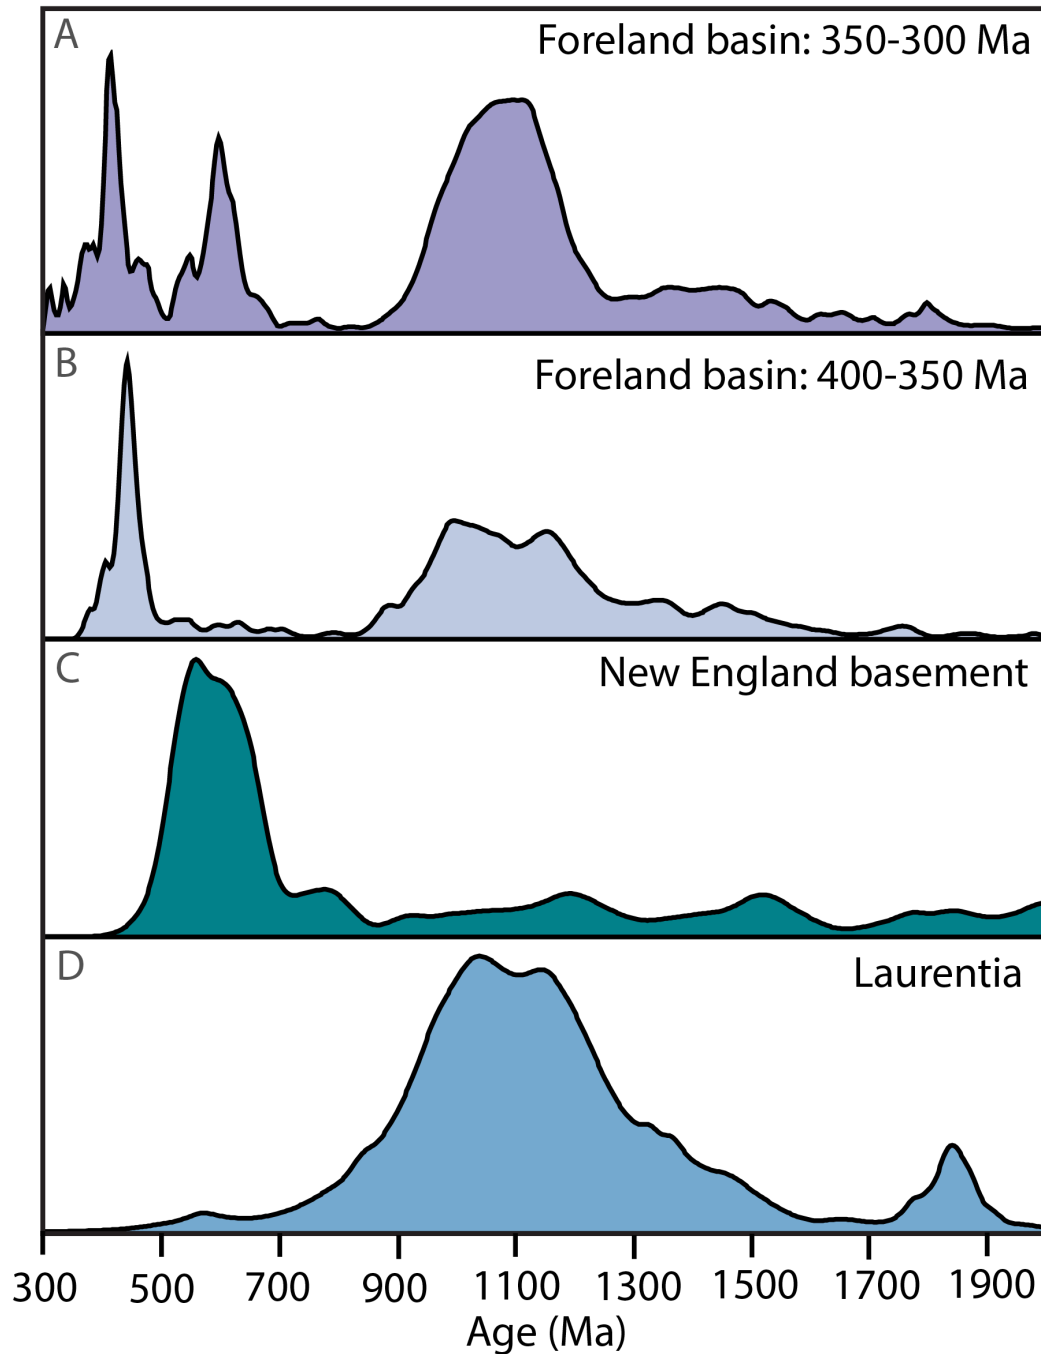 A
Foreland basin: 350-300 Ma
B
Foreland basin: 400-350 Ma
C
New England basement
D
Laurentia
300 500 700 900 1100 1300 1500 1700 1900
Age (Ma)